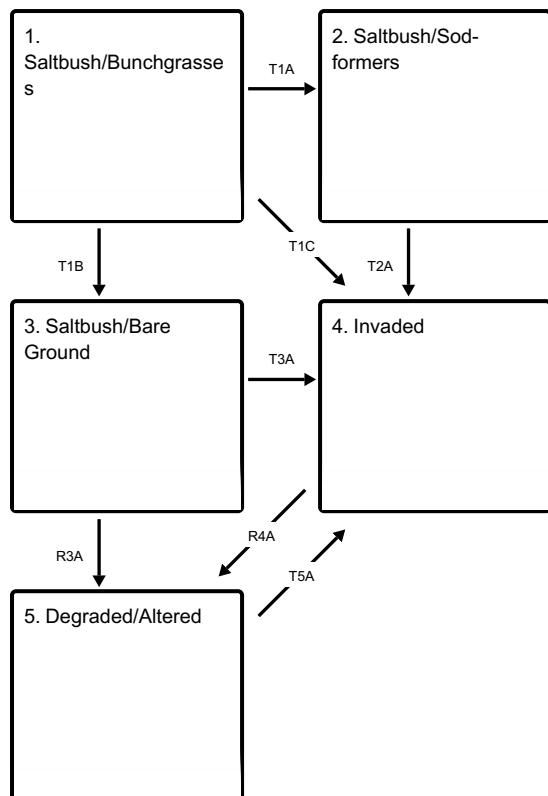 1.
Saltbush/Bunchgrasse
s
T1A
2. Saltbush/Sod-
formers
T1B
T1C
T2A
3. Saltbush/Bare
Ground
T3A
4. Invaded
R3A
R4A
T5A
5. Degraded/Altered